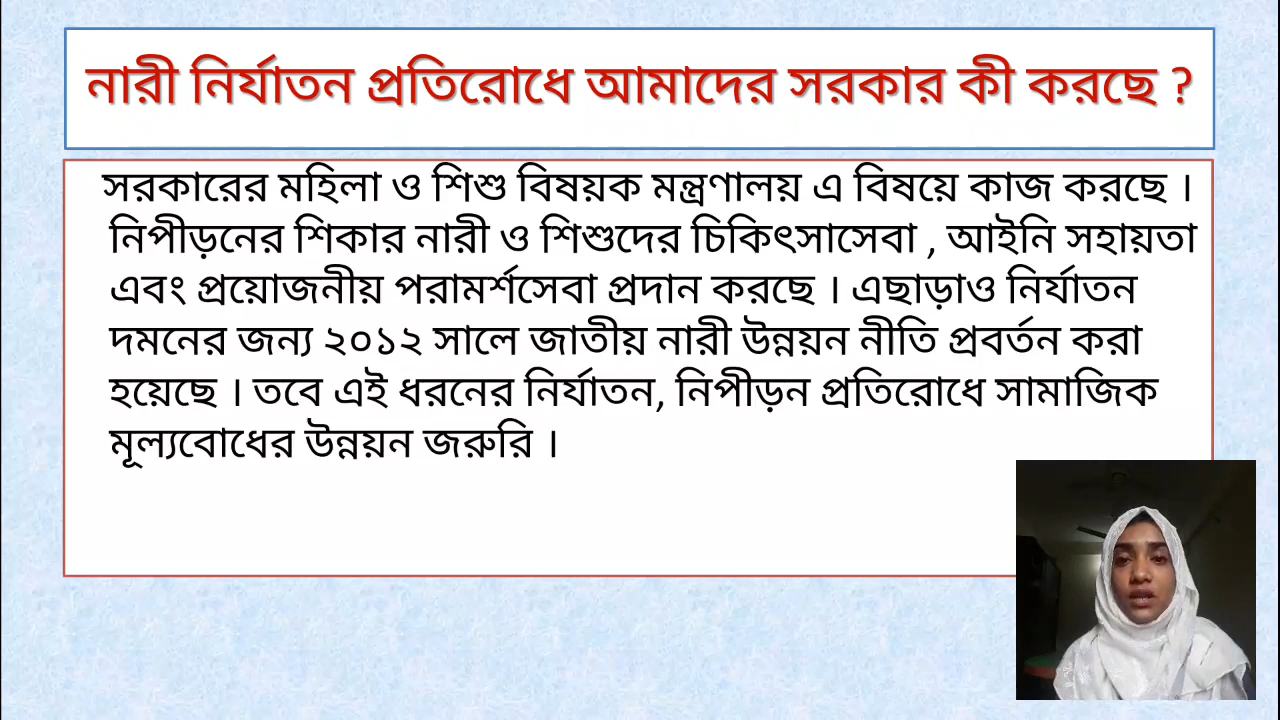 নারী নির্যাতন প্রতিরোধে আমাদের সরকার কী করছে ?
সরকারের মহিলা ও শিশু বিষয়ক মন্ত্রণালয় এ বিষয়ে কাজ করছে ।
নিপীড়নের শিকার নারী ও শিশুদের চিকিৎসাসেবা , আইনি সহায়তা
এবং প্রয়োজনীয় পরামর্শসেবা প্রদান করছে । এছাড়াও নির্যাতন
দমনের জন্য ২০১২ সালে জাতীয় নারী উন্নয়ন নীতি প্রবর্তন করা
হয়েছে । তবে এই ধরনের নির্যাতন, নিপীড়ন প্রতিরোধে সামাজিক
মূল্যবোধের উন্নয়ন জরুরি ।